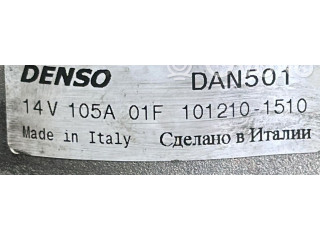 DENSO DAN501
14V 105A 01F 101210-1510
Made in Italy Сделано в Италии